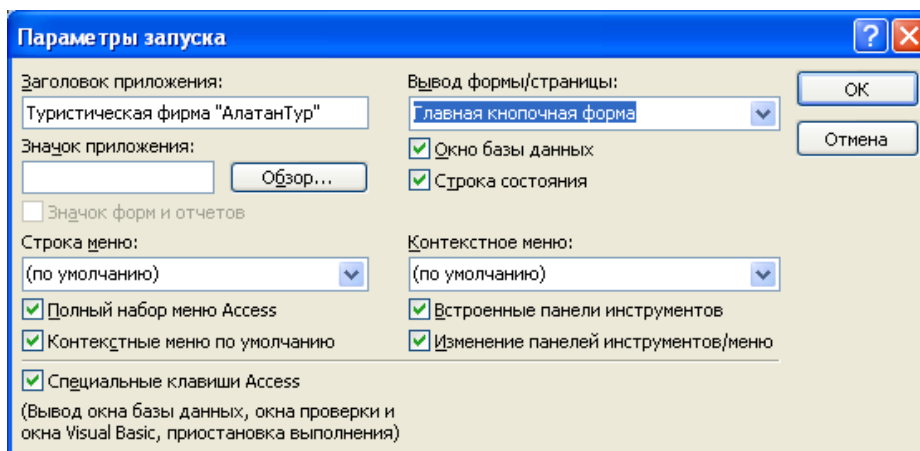 Параметры запуска
Заголовок приложения:
Туристическая фирма "АлатанТур"
Значок приложения:
Обзор...
Значок форм и отчетов
Строка меню:
(по умолчанию)
Полный набор меню Access
Контекстные меню по умолчанию
Вывод формы/страницы:
Главная кнопочная форма
Окно базы данных
Строка состояния
Контекстное меню:
(по умолчанию)
Встроенные панели инструментов
Изменение панелей инструментов/меню
ОК
Отмена
Специальные клавиши Access
(Вывод окна базы данных, окна проверки и
окна Visual Basic, приостановка выполнения)